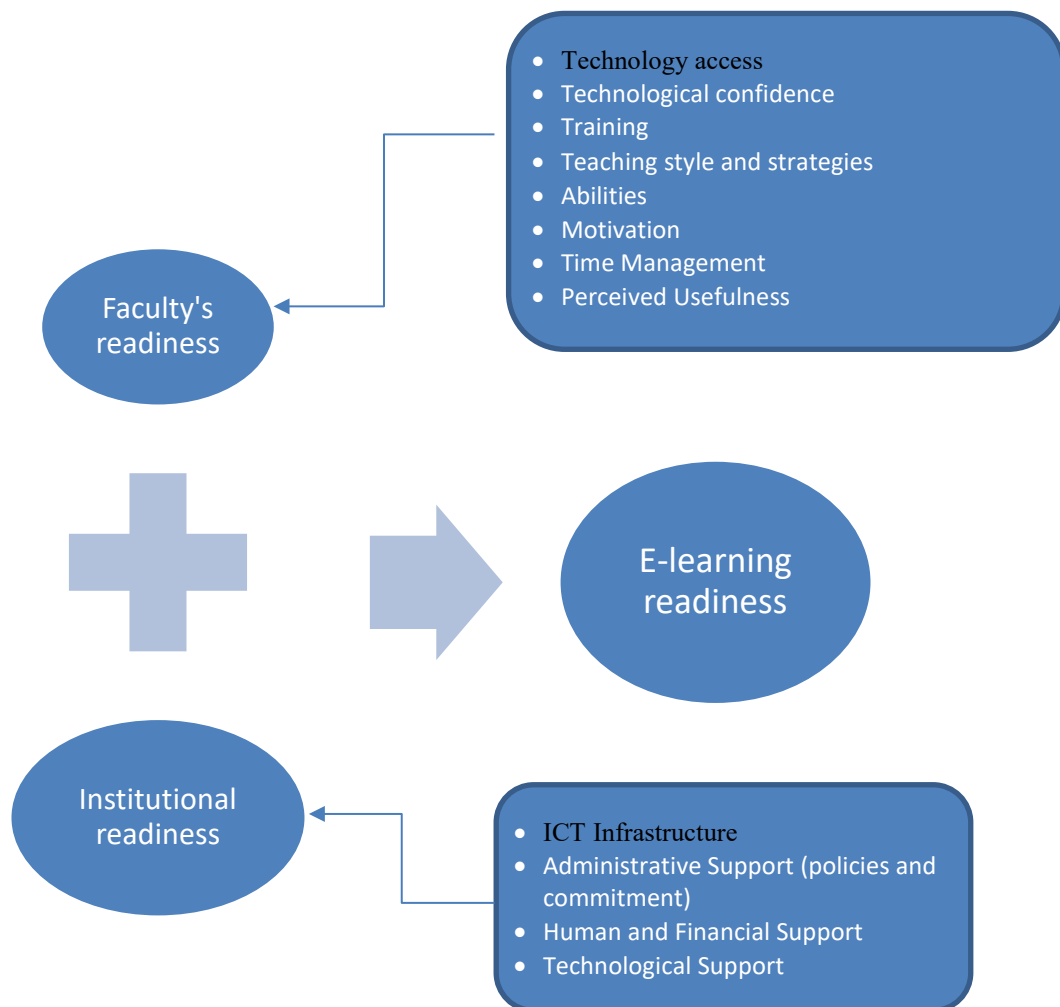 • Technology access
• Technological confidence
• Training
• Teaching style and strategies
• Abilities
• Motivation
• Time Management
• Perceived Usefulness
Faculty's
readiness
E-learning
readiness
Institutional
readiness
• ICT Infrastructure
• Administrative Support (policies and
commitment)
• Human and Financial Support
• Technological Support